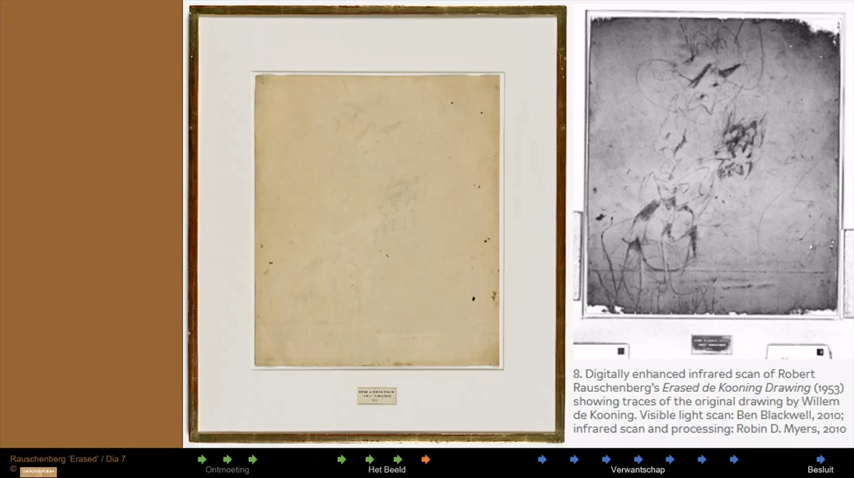 8. Digitally enhanced infrared scan of Robert
Rauschenberg's Erased de Kooning Drawing (1953)
showing traces of the original drawing by Willem
de Kooning. Visible light scan: Ben Blackwell, 2010;
infrared scan and processing: Robin D. Myers, 2010
Rauschenberg 'Erased' / Dia 7
©
Ontmoeting
Het Beeld
Verwantschap
Besluit